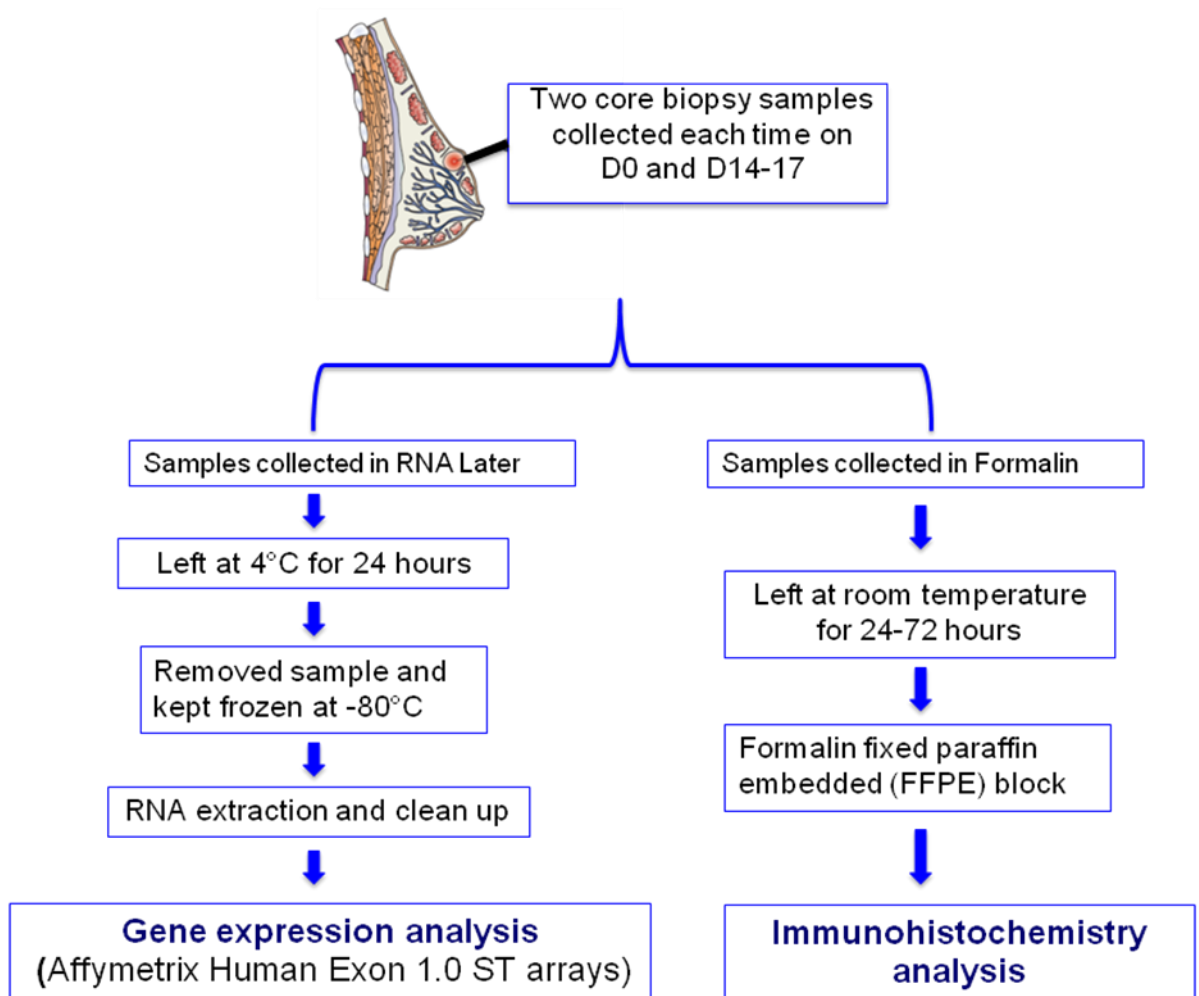 Two core biopsy samples
collected each time on
D0 and D14-17
Samples collected in RNA Later
Left at 4°C for 24 hours
Removed sample and
kept frozen at -80°C
RNA extraction and clean up
Gene expression analysis
(Affymetrix Human Exon 1.0 ST arrays)
Samples collected in Formalin
Left at room temperature
for 24-72 hours
Formalin fixed paraffin
embedded (FFPE) block
Immunohistochemistry
analysis